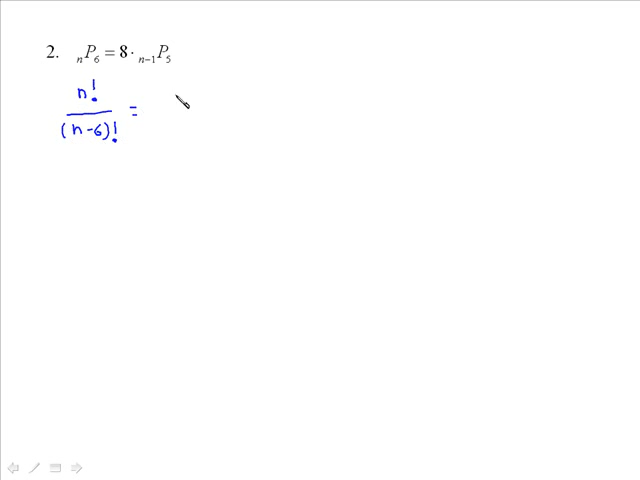 2. ₙP₆ = 8 · ₙ₋₁P₅
n!
(n-6)! =